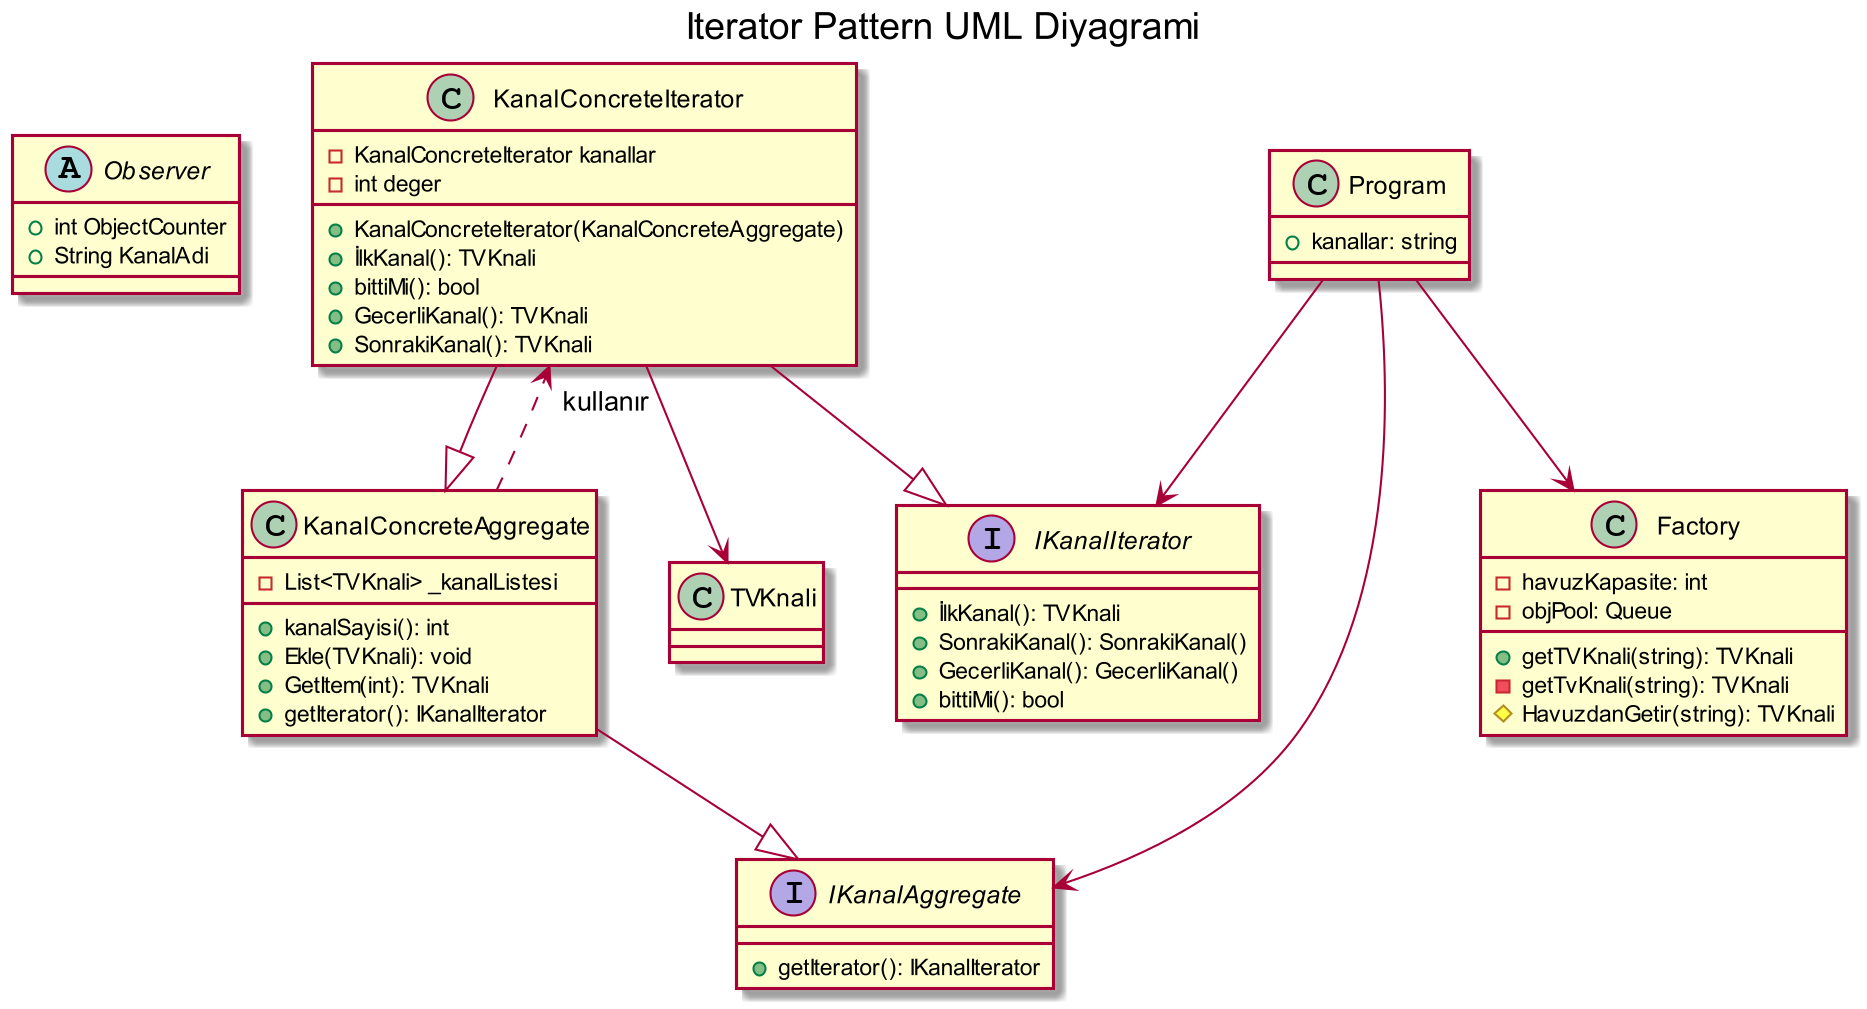 Iterator Pattern UML Diyagrami
C KanalConcreteIterator
KanalConcreteIterator kanallar
int deger
KanalConcreteIterator(KanalConcreteAggregate)
İlkKanal(): TVKnali
bittiMi(): bool
GecerliKanal(): TVKnali
SonrakiKanal(): TVKnali
A Observer
int ObjectCounter
String KanalAdi
C Program
kanallar: string
kullanır
C KanalConcreteAggregate
List<TVKnali> _kanalListesi
kanalSayisi(): int
Ekle(TVKnali): void
GetItem(int): TVKnali
getIterator(): IKanalIterator
C TVKnali
I IKanalIterator
İlkKanal(): TVKnali
SonrakiKanal(): SonrakiKanal()
GecerliKanal(): GecerliKanal()
bittiMi(): bool
C Factory
havuzKapasite: int
objPool: Queue
getTVKnali(string): TVKnali
getTvKnali(string): TVKnali
HavuzdanGetir(string): TVKnali
I IKanalAggregate
getIterator(): IKanalIterator